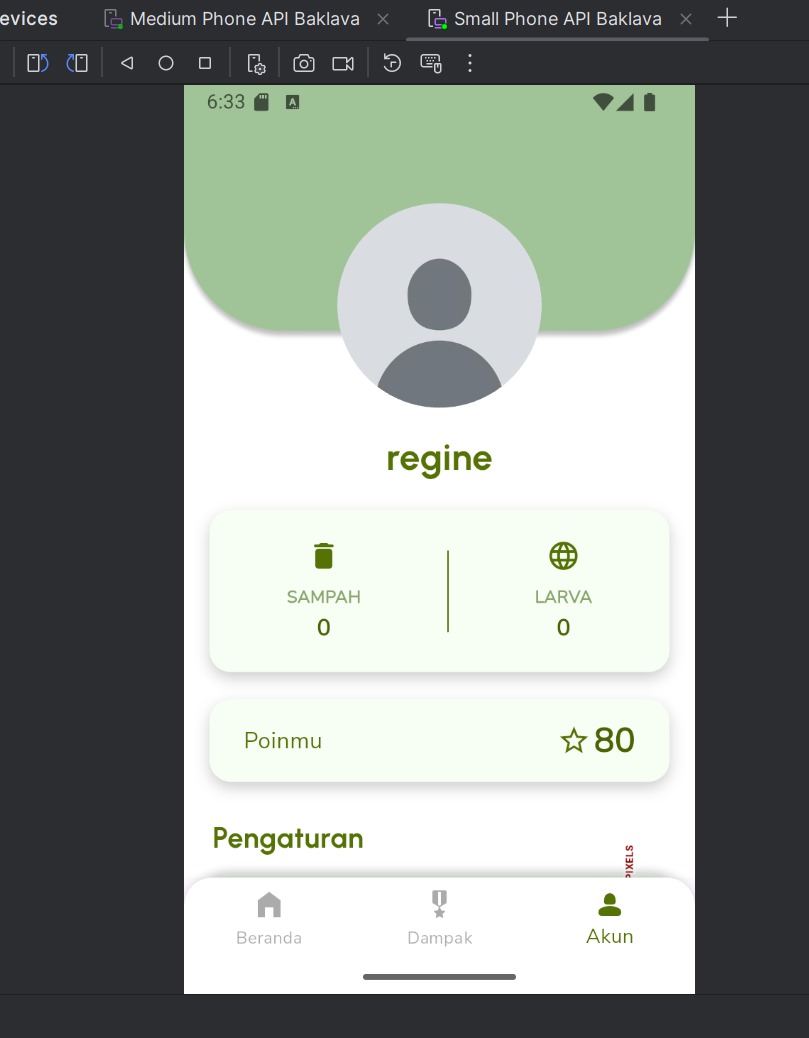 evices
Medium Phone API Baklava
Small Phone API Baklava
6:33
A
regine
SAMPAH
LARVA
0
0
Poinmu
80
Pengaturan
PIXELS
Beranda
Dampak
Akun